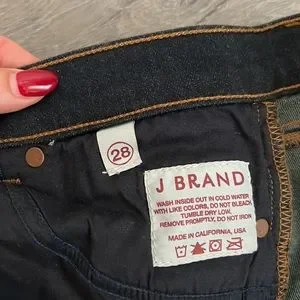 28
J BRAND
WASH INSIDE OUT IN COLD WATER
WITH LIKE COLORS, DO NOT BLEACH
TUMBLE DRY LOW.
REMOVE PROMPTLY, DO NOT IRON
MADE IN CALIFORNIA, USA